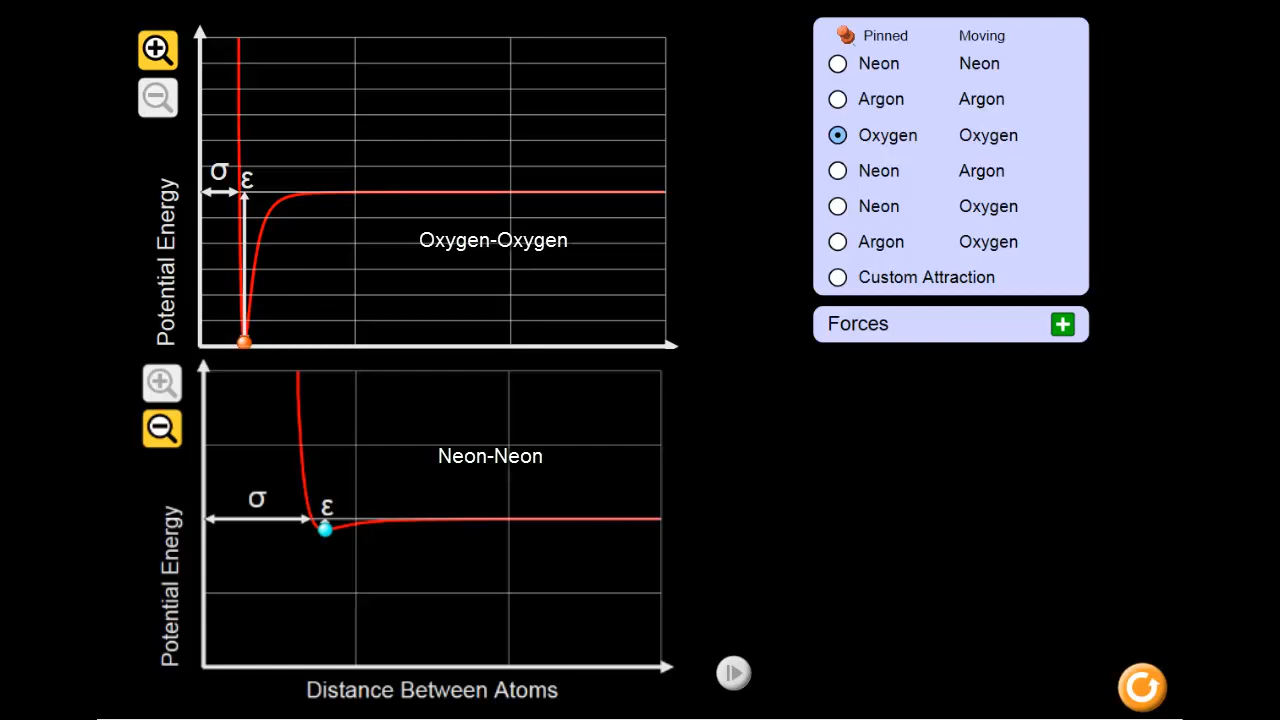 Pinned Moving
Neon Neon
Argon Argon
Oxygen Oxygen
Neon Argon
Neon Oxygen
Argon Oxygen
Custom Attraction
Forces
σ
ε
Oxygen-Oxygen
Potential Energy
Neon-Neon
σ
ε
Potential Energy
Distance Between Atoms